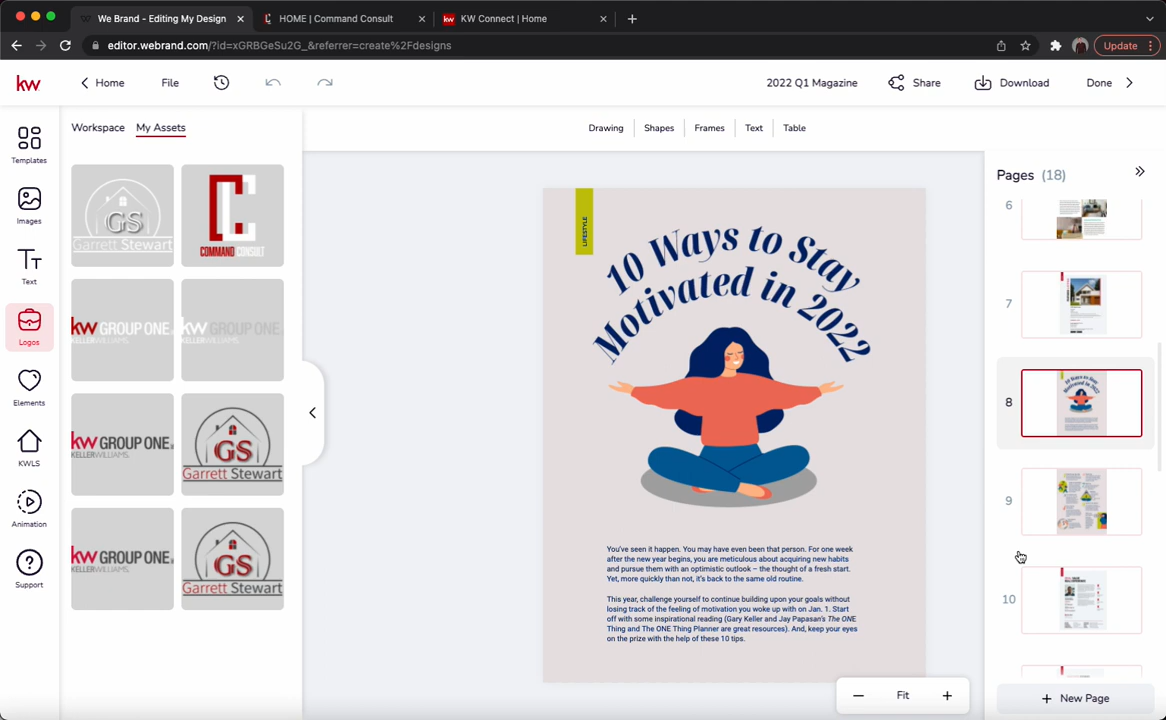 We Brand - Editing My Design
HOME | Command Consult
KW Connect | Home
editor.webrand.com/?id=xGRBGeSu2G_&referrer=create%2Fdesigns
Update
kw
Home
File
2022 Q1 Magazine
Share
Download
Done
Templates
Images
Text
Logos
Elements
KWLS
Animation
Support
Workspace
My Assets
GS
Garrett Stewart
COMMAND CONSULT
kw GROUP ONE
KELLERWILLIAMS.
kw GROUP ONE
KELLERWILLIAMS.
kw GROUP ONE
KELLERWILLIAMS.
GS
Garrett Stewart
kw GROUP ONE
KELLERWILLIAMS.
GS
Garrett Stewart
Drawing
Shapes
Frames
Text
Table
LIFESTYLE
10 Ways to Stay
Motivated in 2022
You've seen it happen. You may have even been that person. For one week
after the new year begins, you are meticulous about acquiring new habits
and pursue them with an optimistic outlook – the thought of a fresh start.
Yet, more quickly than not, it's back to the same old routine.
This year, challenge yourself to continue building upon your goals without
losing track of the feeling of motivation you woke up with on Jan. 1. Start
off with some inspirational reading (Gary Keller and Jay Papasan's The ONE
Thing and The ONE Thing Planner are great resources). And, keep your eyes
on the prize with the help of these 10 tips.
Fit
Pages (18)
6
7
8
10 Ways to Stay
Motivated in 2022
9
10
New Page